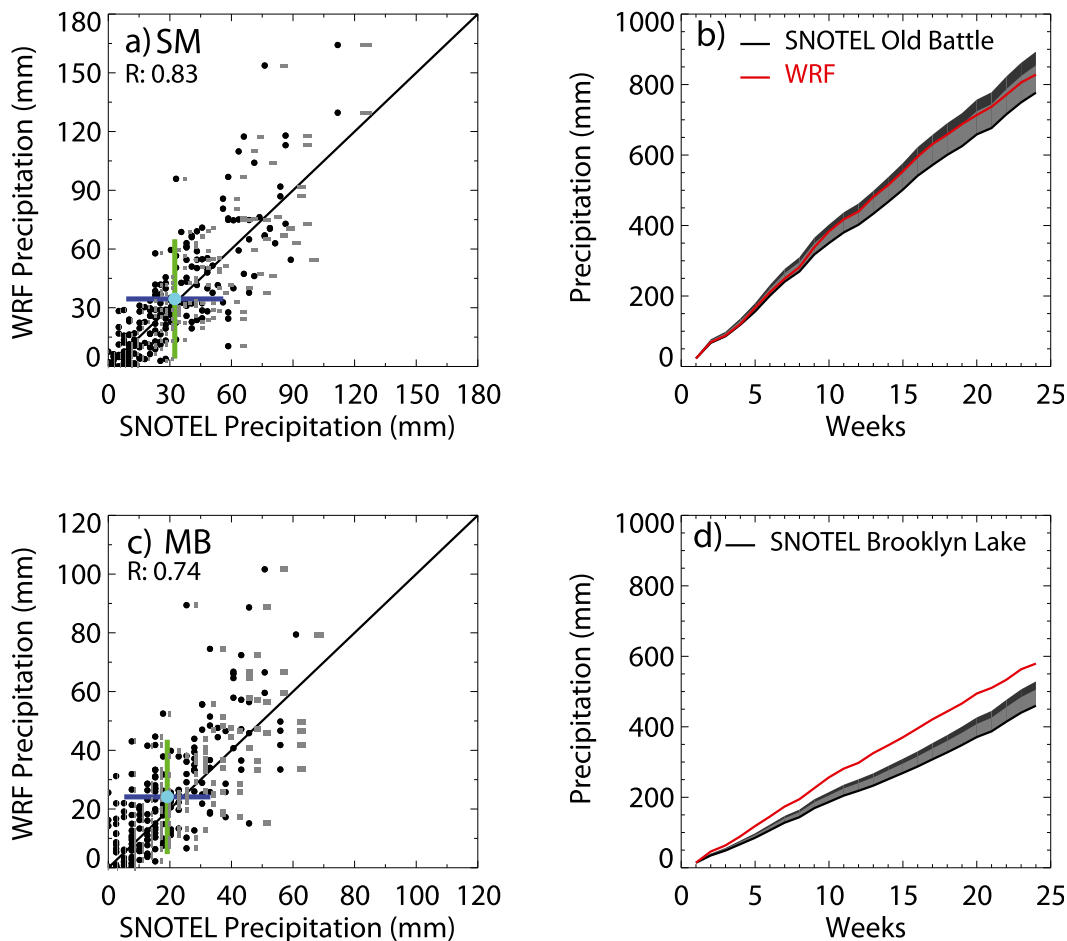 a) SM
R: 0.83
180
150
120
90
60
30
0
WRF Precipitation (mm)
0 30 60 90 120 150 180
SNOTEL Precipitation (mm)
b) SNOTEL Old Battle
WRF
1000
800
600
400
200
0
Precipitation (mm)
0 5 10 15 20 25
Weeks
c) MB
R: 0.74
120
100
80
60
40
20
0
WRF Precipitation (mm)
0 20 40 60 80 100 120
SNOTEL Precipitation (mm)
d) SNOTEL Brooklyn Lake
1000
800
600
400
200
0
Precipitation (mm)
0 5 10 15 20 25
Weeks